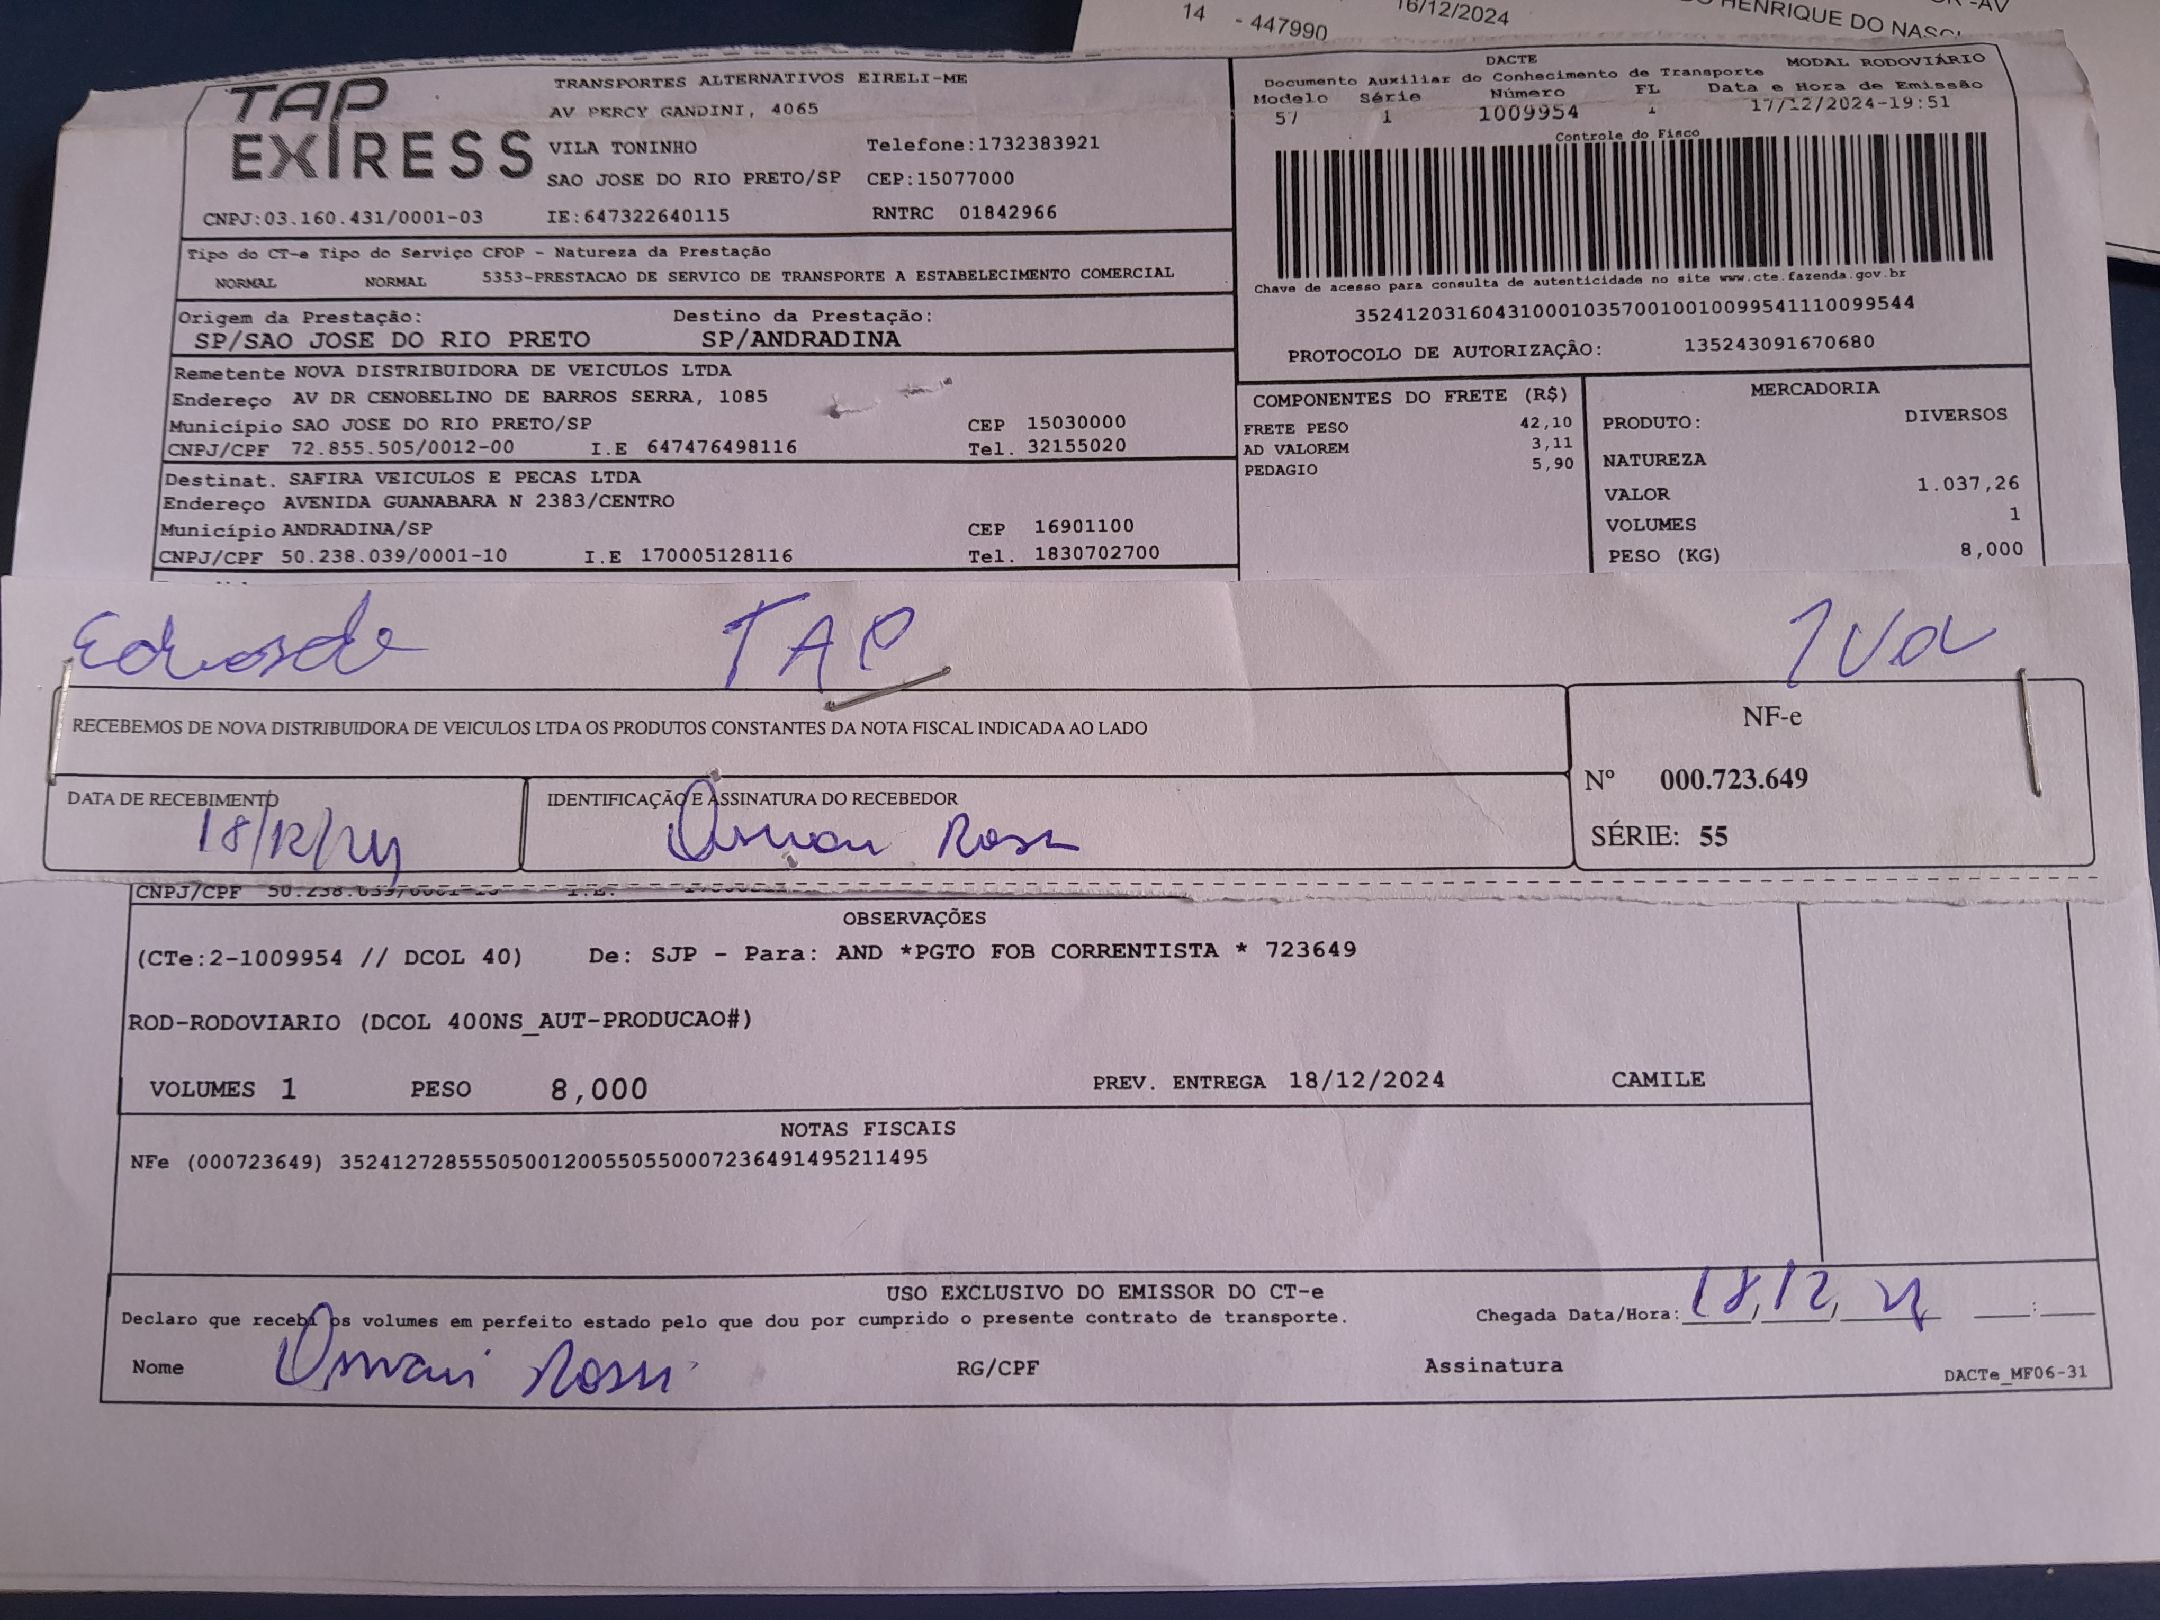 16/12/2024
14 - 447990
HENRIQUE DO NASCI
TAP EXPRESS
TRANSPORTES ALTERNATIVOS EIRELI-ME
AV PERCY GANDINI, 4065
VILA TONINHO Telefone:1732383921
SAO JOSE DO RIO PRETO/SP CEP:15077000
CNPJ:03.160.431/0001-03 IE:647322640115 RNTRC 01842966
DACTE MODAL RODOVIÁRIO
Documento Auxiliar do Conhecimento de Transporte
Modelo Série Número FL Data e Hora de Emissão
57 1 1009954 1 17/12/2024-19:51
Controle do Fisco
Chave de acesso para consulta de autenticidade no site www.cte.fazenda.gov.br
35241203160431000103570010010099541110099544
PROTOCOLO DE AUTORIZAÇÃO: 135243091670680
Tipo do CT-e Tipo do Serviço CFOP - Natureza da Prestação
NORMAL NORMAL 5353-PRESTACAO DE SERVICO DE TRANSPORTE A ESTABELECIMENTO COMERCIAL
Origem da Prestação: Destino da Prestação:
SP/SAO JOSE DO RIO PRETO SP/ANDRADINA
Remetente NOVA DISTRIBUIDORA DE VEICULOS LTDA
Endereço AV DR CENOBELINO DE BARROS SERRA, 1085
Município SAO JOSE DO RIO PRETO/SP CEP 15030000
CNPJ/CPF 72.855.505/0012-00 I.E 647476498116 Tel. 32155020
Destinat. SAFIRA VEICULOS E PECAS LTDA
Endereço AVENIDA GUANABARA N 2383/CENTRO
Município ANDRADINA/SP CEP 16901100
CNPJ/CPF 50.238.039/0001-10 I.E 170005128116 Tel. 1830702700
COMPONENTES DO FRETE (R$)
FRETE PESO 42,10
AD VALOREM 3,11
PEDAGIO 5,90
MERCADORIA
PRODUTO: DIVERSOS
NATUREZA
VALOR 1.037,26
VOLUMES 1
PESO (KG) 8,000
TAP
RECEBEMOS DE NOVA DISTRIBUIDORA DE VEICULOS LTDA OS PRODUTOS CONSTANTES DA NOTA FISCAL INDICADA AO LADO
DATA DE RECEBIMENTO IDENTIFICAÇÃO E ASSINATURA DO RECEBEDOR
18/12/24
NF-e
Nº 000.723.649
SÉRIE: 55
CNPJ/CPF 50.238.039/0001-10 I.E.
OBSERVAÇÕES
(CTe:2-1009954 // DCOL 40) De: SJP - Para: AND *PGTO FOB CORRENTISTA * 723649
ROD-RODOVIARIO (DCOL 400NS_AUT-PRODUCAO#)
VOLUMES 1 PESO 8,000 PREV. ENTREGA 18/12/2024 CAMILE
NOTAS FISCAIS
NFe (000723649) 35241272855505001200550550007236491495211495
USO EXCLUSIVO DO EMISSOR DO CT-e
Declaro que recebi os volumes em perfeito estado pelo que dou por cumprido o presente contrato de transporte. Chegada Data/Hora: 18,12,24 :
Nome Osmair Rossi RG/CPF Assinatura
DACTe_MF06-31